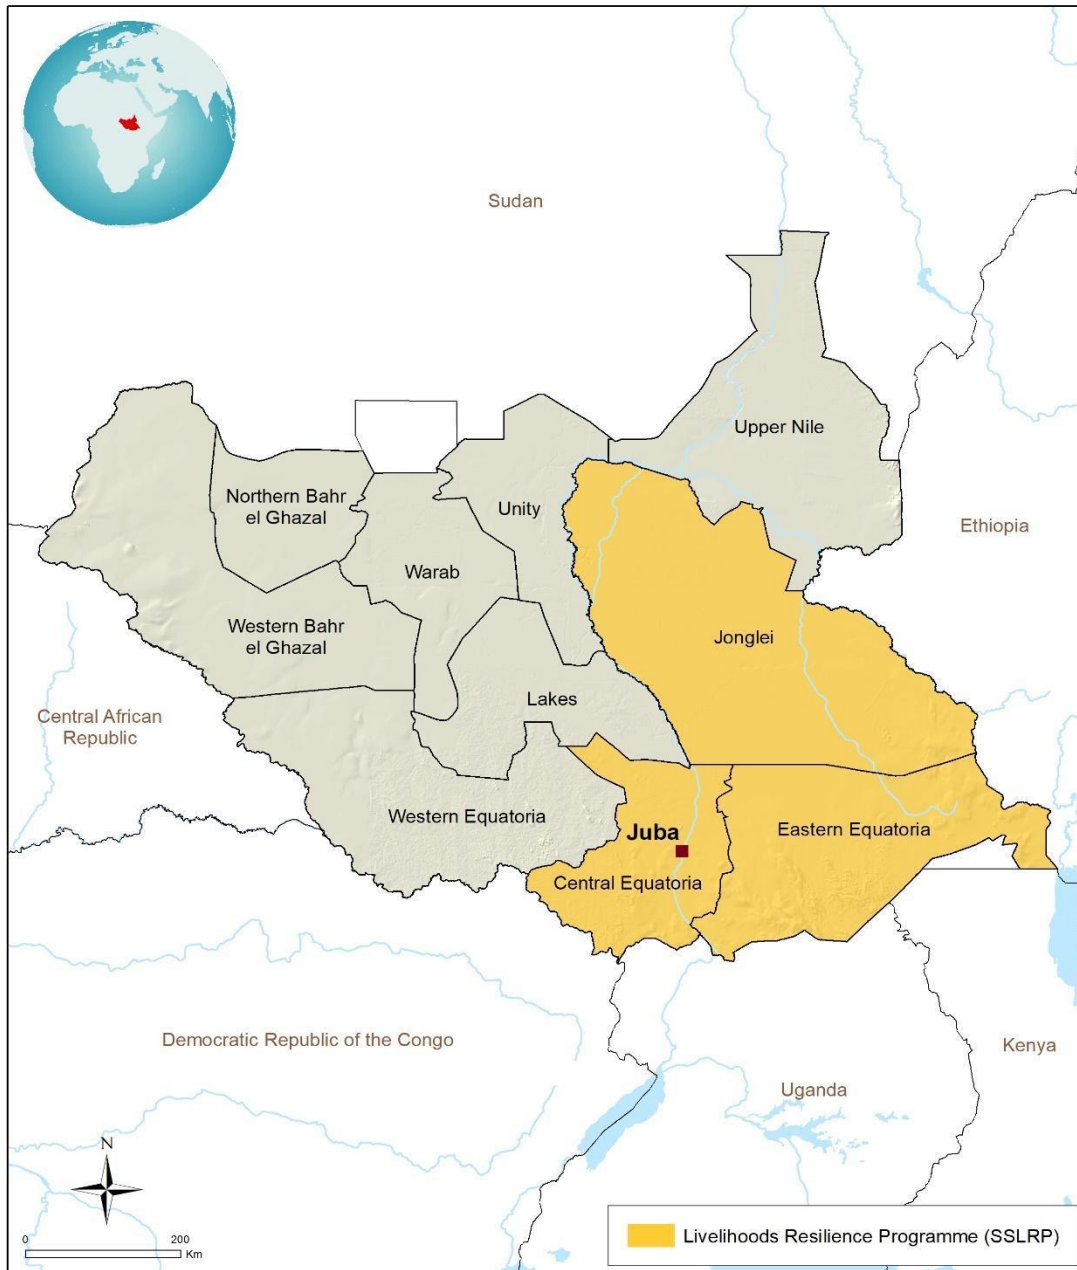 Sudan
Upper Nile
Northern Bahr
el Ghazal
Unity
Ethiopia
Warab
Western Bahr
el Ghazal
Jonglei
Lakes
Central African
Republic
Western Equatoria
Juba
Eastern Equatoria
Central Equatoria
Democratic Republic of the Congo
Kenya
Uganda
N
0
200
Km
Livelihoods Resilience Programme (SSLRP)